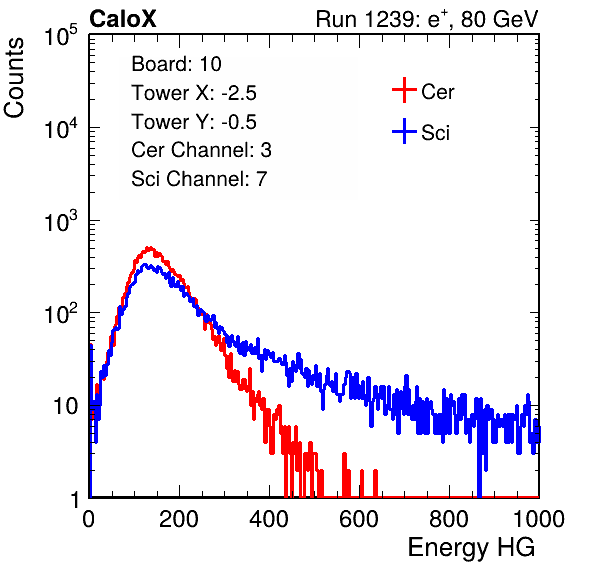 CaloX Run 1239: e⁺, 80 GeV
Counts
Board: 10
Tower X: -2.5
Tower Y: -0.5
Cer Channel: 3
Sci Channel: 7
Cer
Sci
10⁵
10⁴
10³
10²
10
1
0 200 400 600 800 1000
Energy HG